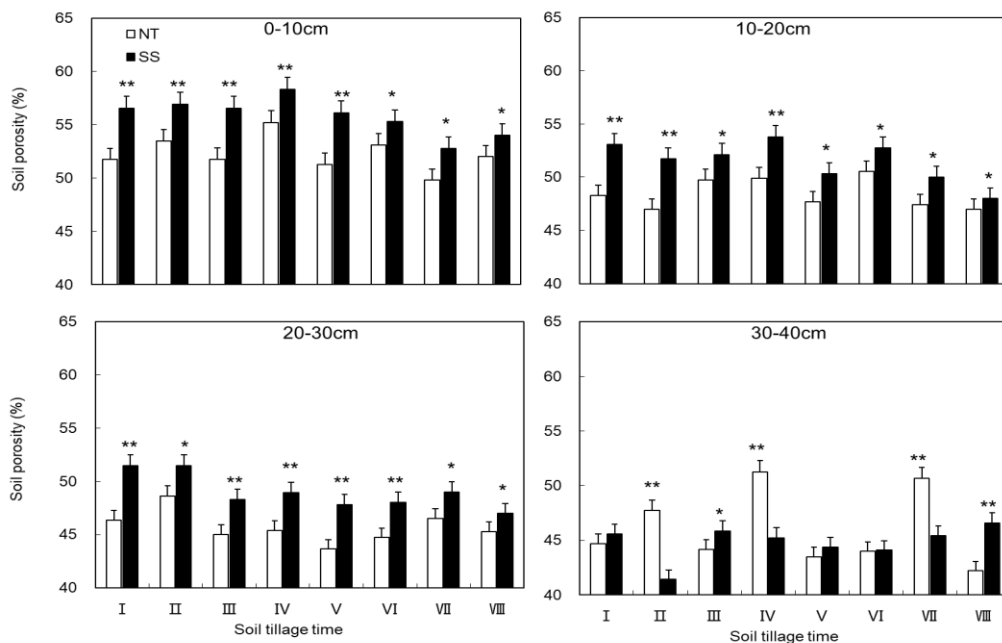 0-10cm
NT
SS
Soil porosity (%)
65
60
55
50
45
40
** ** ** ** ** * * *
10-20cm
65
60
55
50
45
40
** ** * ** * * * *
20-30cm
Soil porosity (%)
65
60
55
50
45
40
** * ** ** ** ** * *
I II III IV V VI VII VIII
Soil tillage time
30-40cm
65
60
55
50
45
40
** * ** ** **
I II III IV V VI VII VIII
Soil tillage time